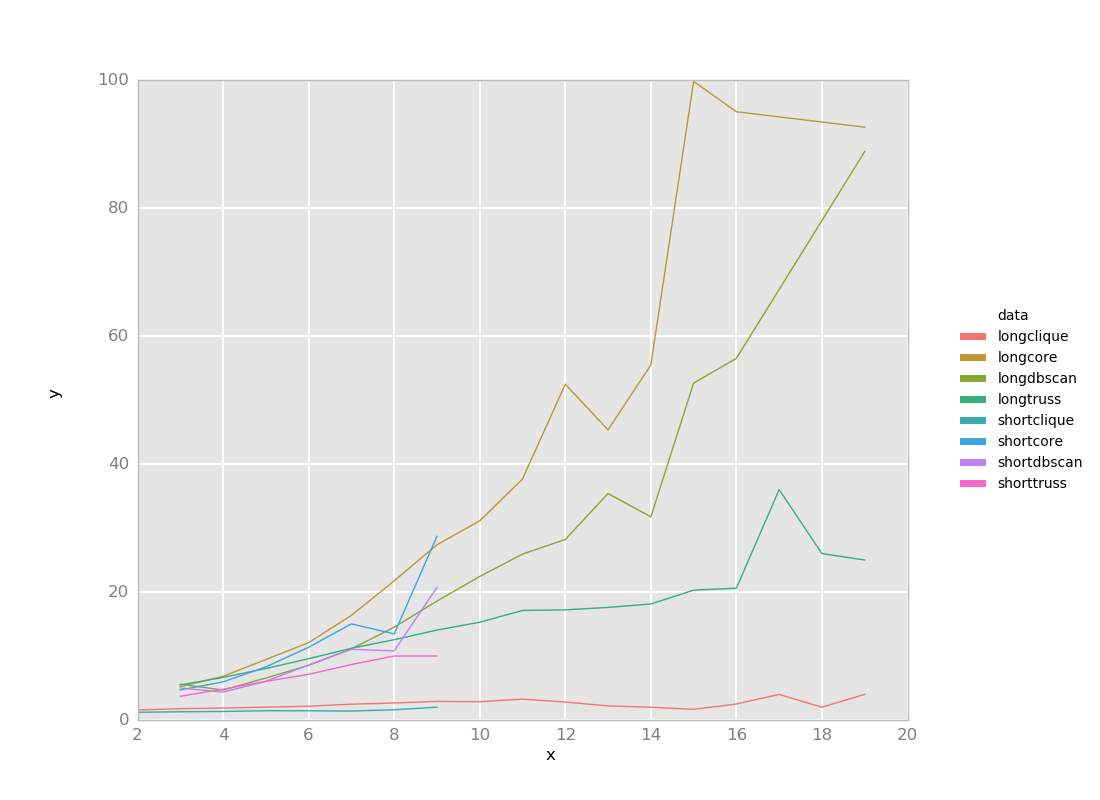 100
80
60
40
20
0
y
2 4 6 8 10 12 14 16 18 20
x
data
longclique
longcore
longdbscan
longtruss
shortclique
shortcore
shortdbscan
shorttruss